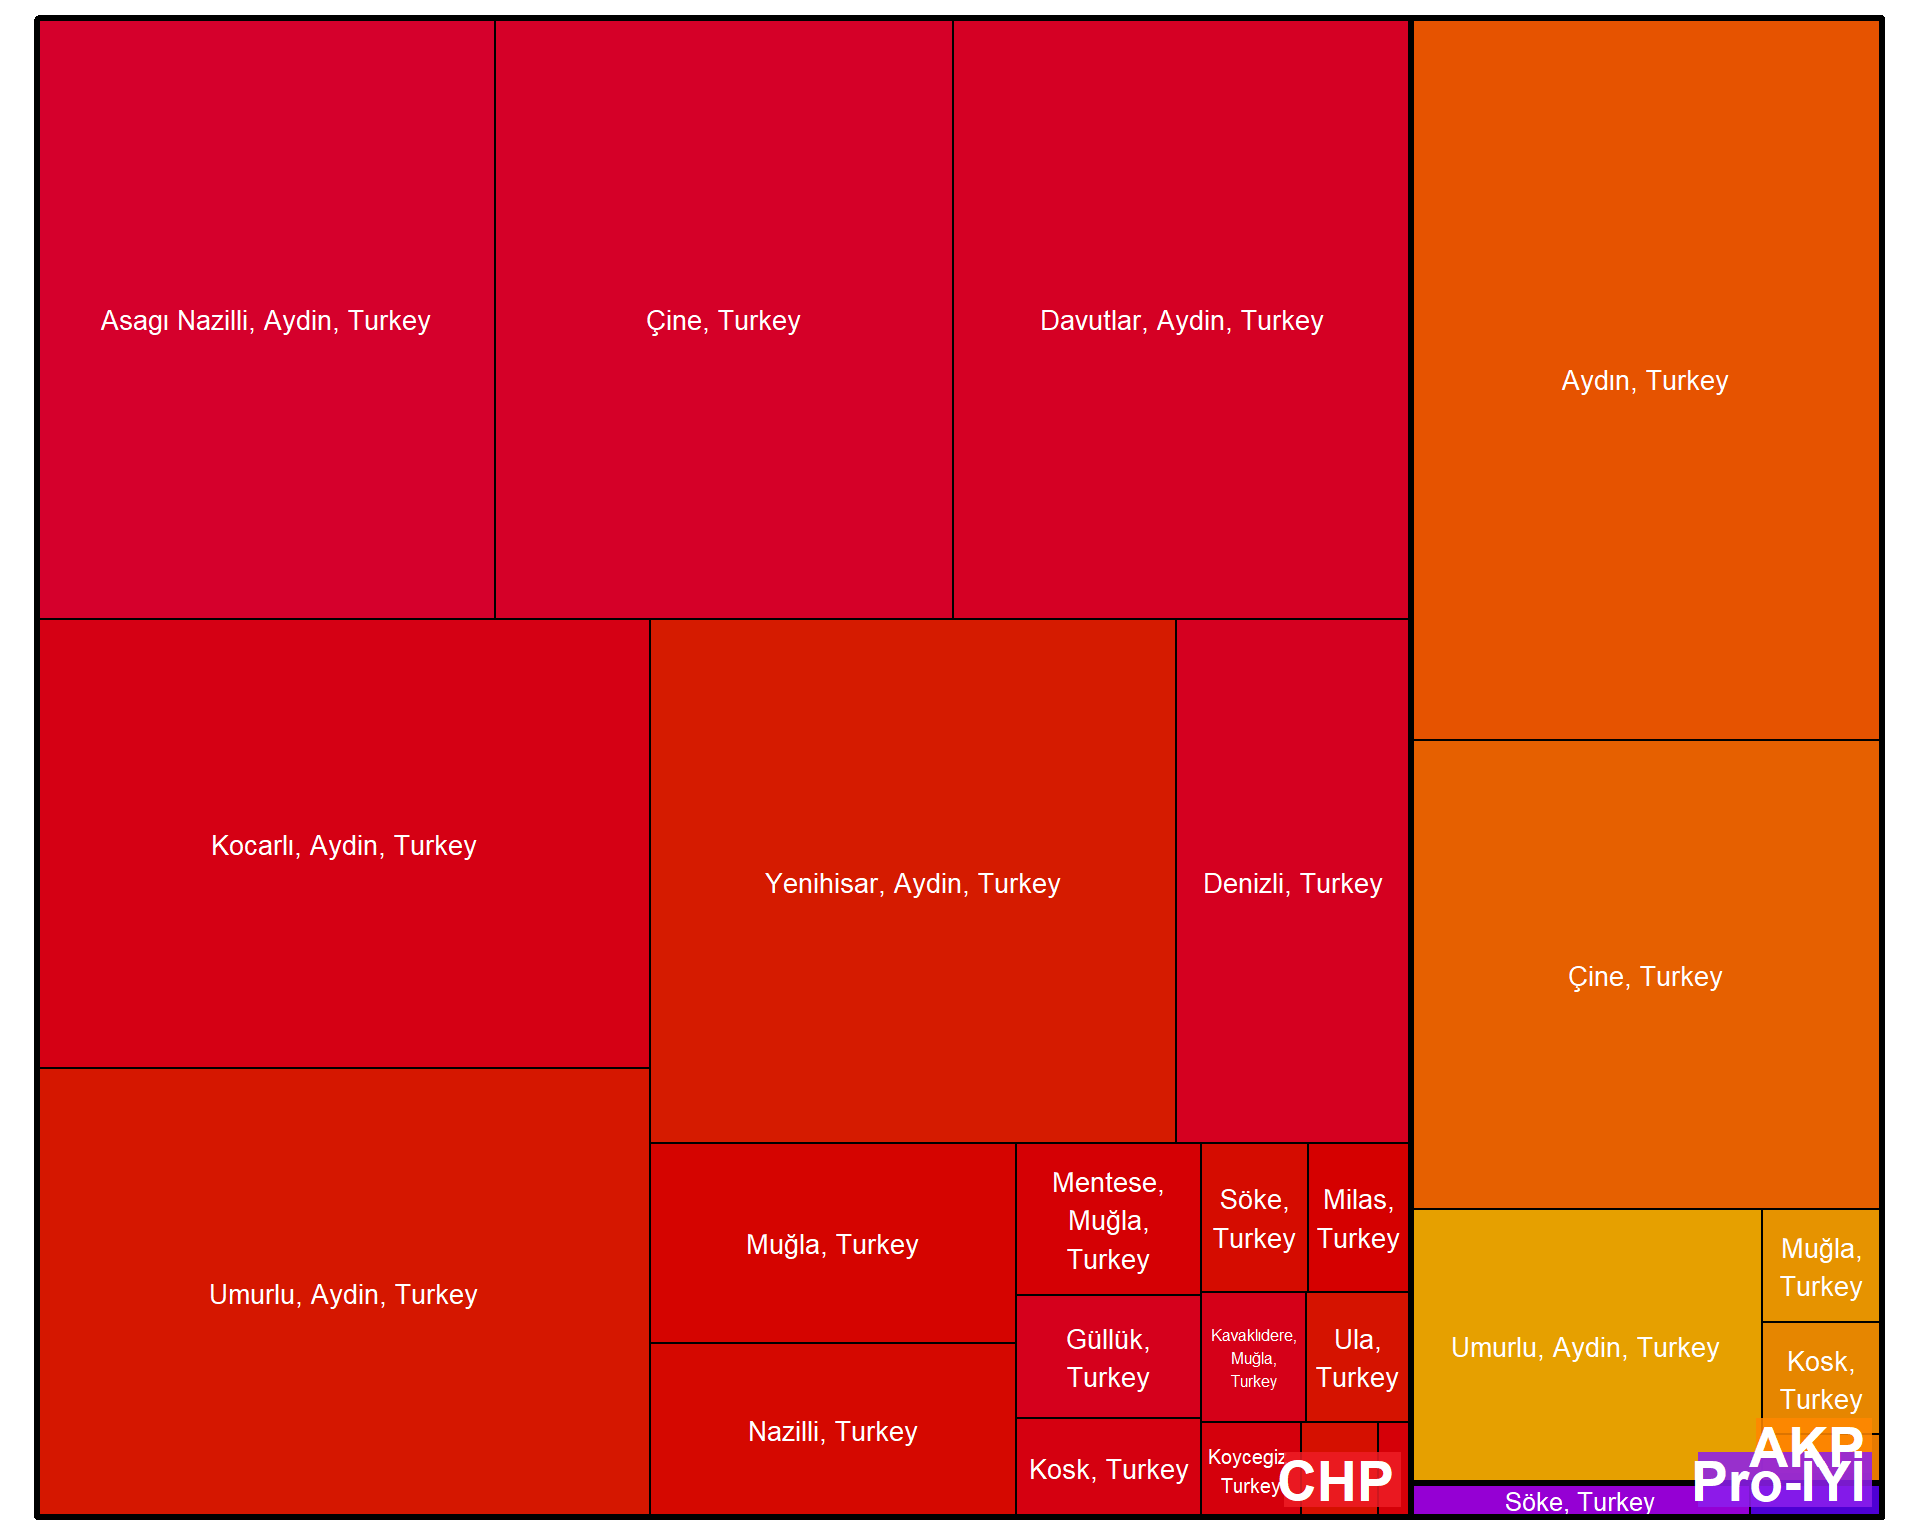 Asagı Nazilli, Aydin, Turkey
Çine, Turkey
Davutlar, Aydin, Turkey
Aydın, Turkey
Kocarlı, Aydin, Turkey
Yenihisar, Aydin, Turkey
Denizli, Turkey
Çine, Turkey
Umurlu, Aydin, Turkey
Muğla, Turkey
Nazilli, Turkey
Mentese,
Muğla,
Turkey
Güllük,
Turkey
Kosk, Turkey
Söke,
Turkey
Milas,
Turkey
Kavaklıdere,
Muğla,
Turkey
Ula,
Turkey
Koycegiz
Turkey
CHP
Umurlu, Aydin, Turkey
Muğla,
Turkey
Kosk,
Turkey
AKP
Pro-İYİ
Söke, Turkey